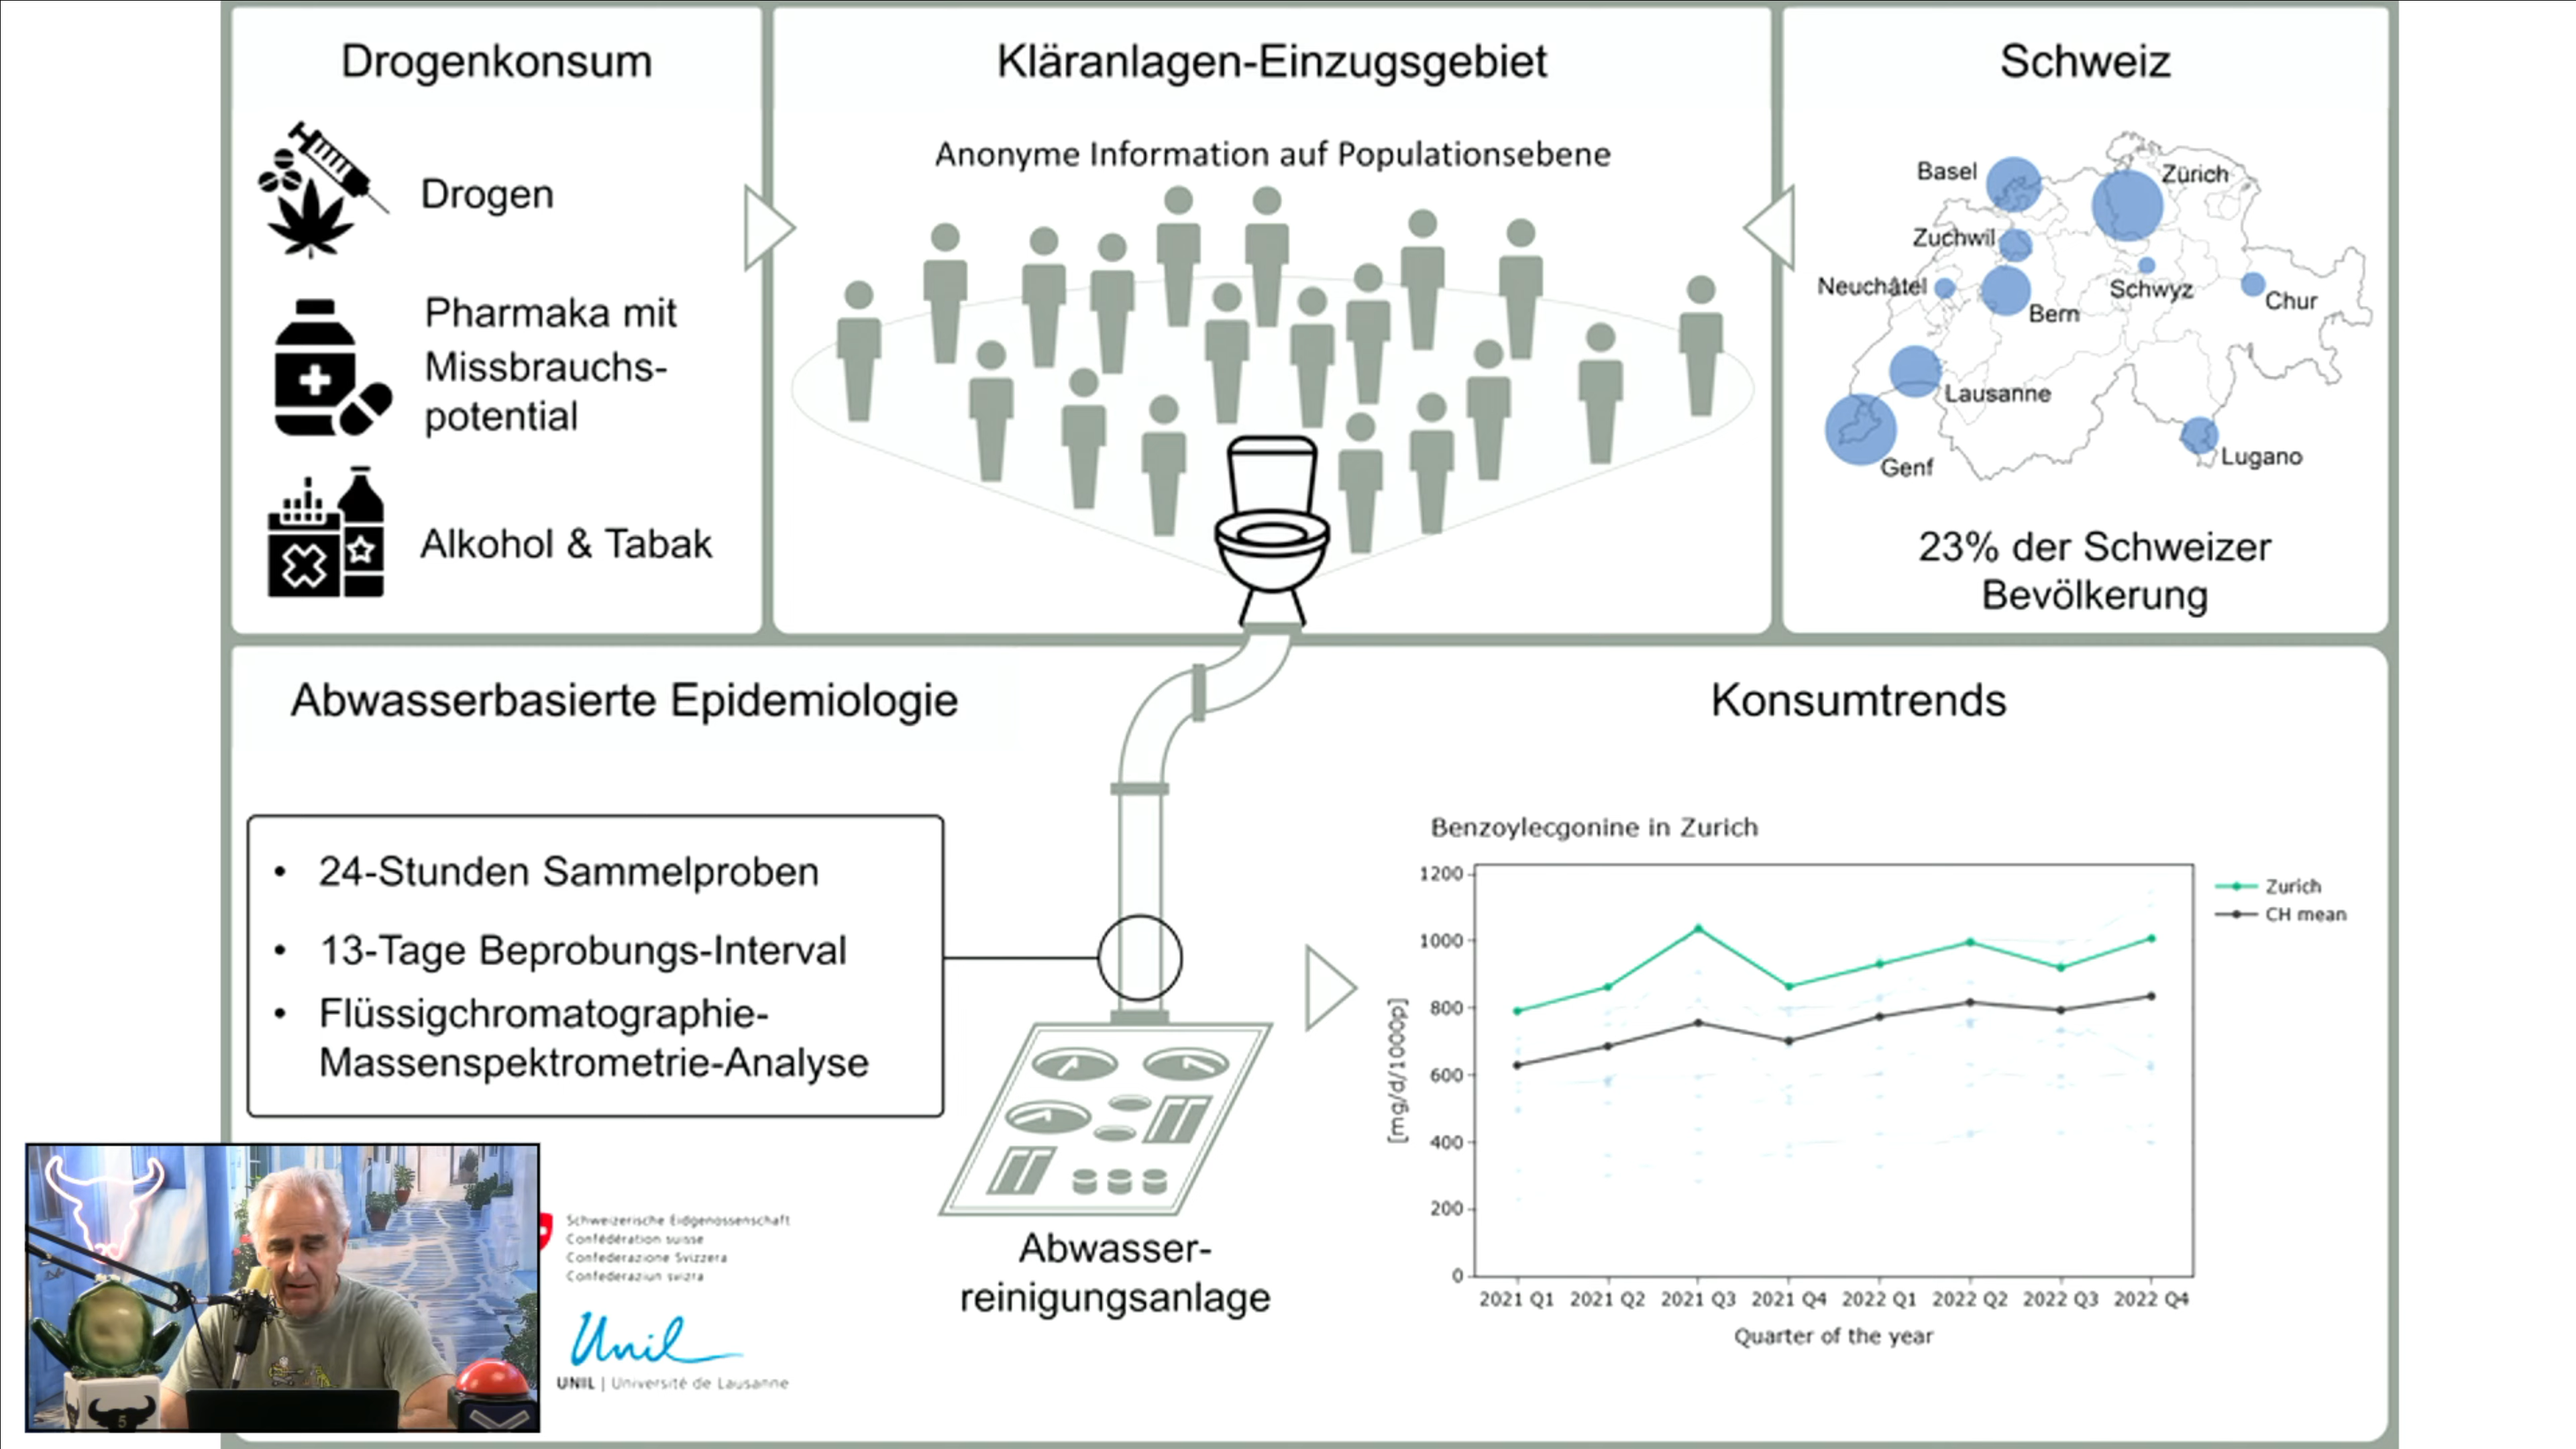 Drogenkonsum
Drogen
Pharmaka mit
Missbrauchs-
potential
Alkohol & Tabak
Kläranlagen-Einzugsgebiet
Anonyme Information auf Populationsebene
Schweiz
Basel
Zürich
Zuchwil
Neuchâtel
Schwyz
Chur
Bern
Lausanne
Genf
Lugano
23% der Schweizer
Bevölkerung
Abwasserbasierte Epidemiologie
• 24-Stunden Sammelproben
• 13-Tage Beprobungs-Interval
• Flüssigchromatographie-
Massenspektrometrie-Analyse
Abwasser-
reinigungsanlage
Schweizerische Eidgenossenschaft
Confédération suisse
Confederazione Svizzera
Confederaziun svizra
Unil
UNIL | Université de Lausanne
5
Konsumtrends
Benzoylecgonine in Zurich
Zurich
CH mean
[mg/d/1000p]
1200
1000
800
600
400
200
0
2021 Q1 2021 Q2 2021 Q3 2021 Q4 2022 Q1 2022 Q2 2022 Q3 2022 Q4
Quarter of the year